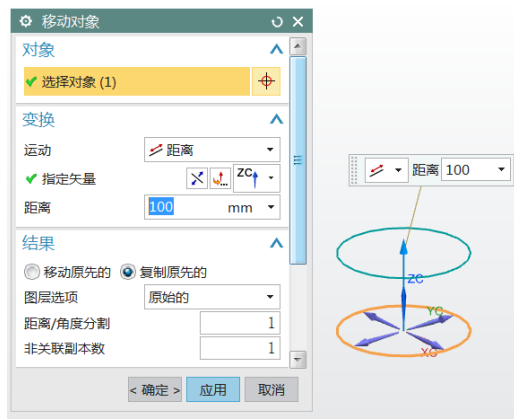 移动对象
对象
选择对象 (1)
变换
运动 距离
指定矢量 ZC
距离 100 mm
结果
移动原先的 复制原先的
图层选项 原始的
距离/角度分割 1
非关联副本数 1
< 确定 > 应用 取消
距离 100
ZC
YC
XC